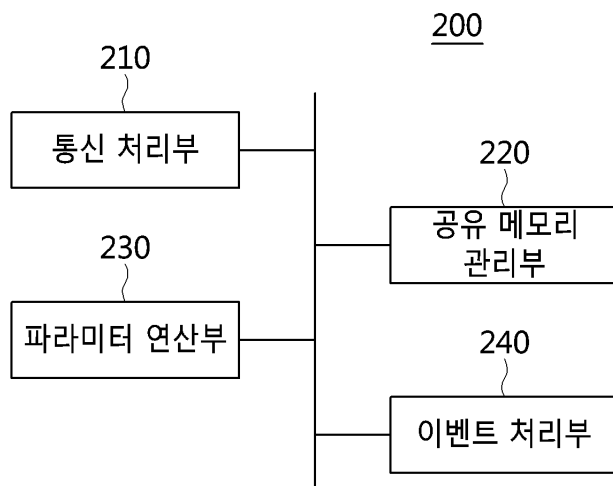 200
210
통신 처리부
220
공유 메모리
관리부
230
파라미터 연산부
240
이벤트 처리부